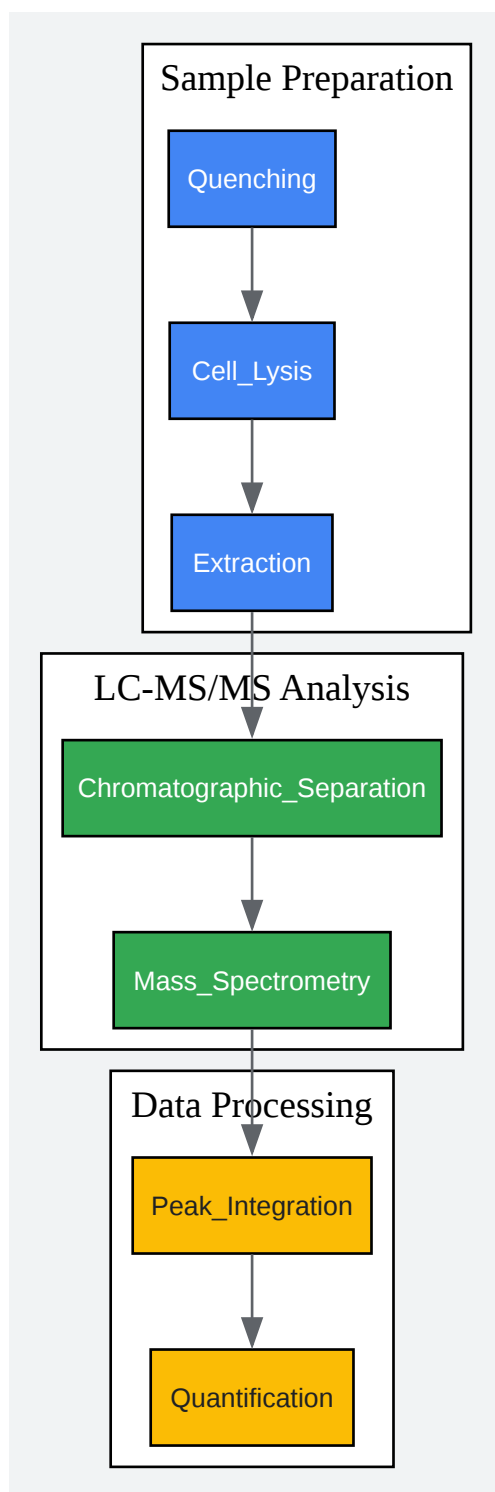 Sample Preparation
Quenching
Cell_Lysis
Extraction
LC-MS/MS Analysis
Chromatographic_Separation
Mass_Spectrometry
Data Processing
Peak_Integration
Quantification